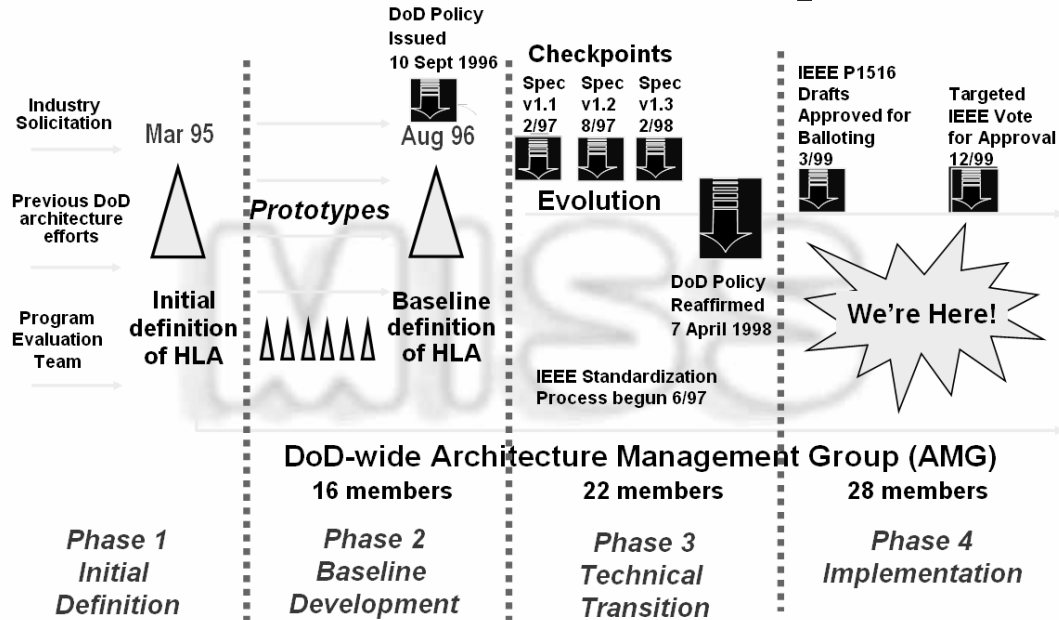 DoD Policy
Issued
10 Sept 1996
Checkpoints
Spec
v1.1
2/97
Spec
v1.2
8/97
Spec
v1.3
2/98
IEEE P1516
Drafts
Approved for
Balloting
3/99
Targeted
IEEE Vote
for Approval
12/99
Industry
Solicitation
Mar 95
Aug 96
Previous DoD
architecture
efforts
Prototypes
Evolution
Program
Evaluation
Team
Initial
definition
of HLA
Baseline
definition
of HLA
DoD Policy
Reaffirmed
7 April 1998
We're Here!
IEEE Standardization
Process begun 6/97
DoD-wide Architecture Management Group (AMG)
16 members
22 members
28 members
Phase 1
Initial
Definition
Phase 2
Baseline
Development
Phase 3
Technical
Transition
Phase 4
Implementation